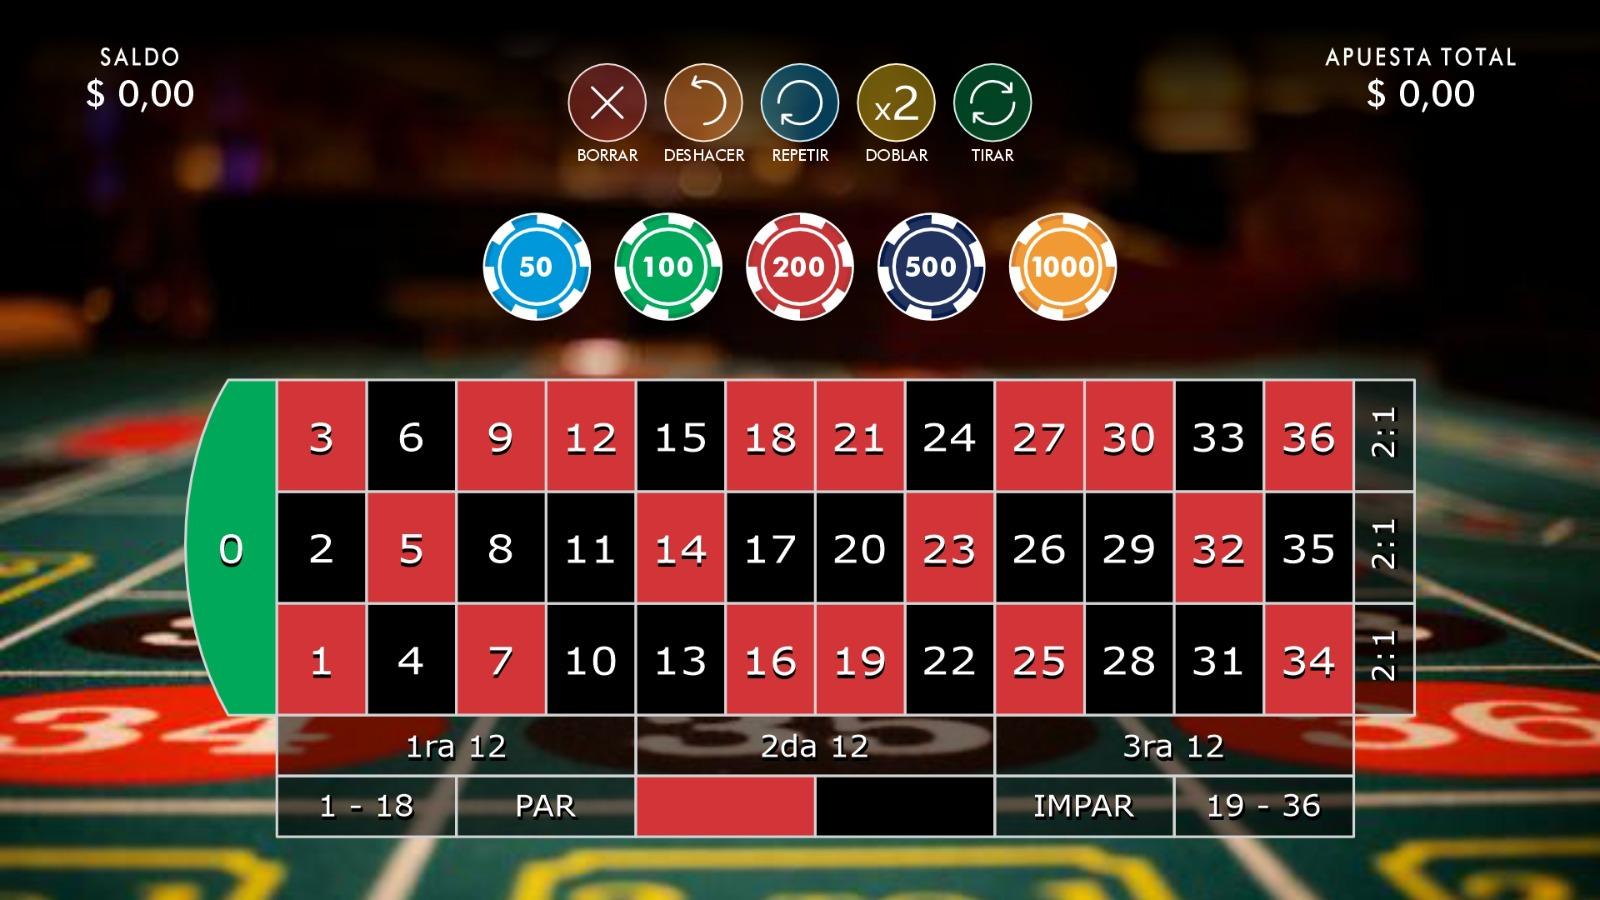 SALDO
$ 0,00
APUESTA TOTAL
$ 0,00
x2
BORRAR DESHACER REPETIR DOBLAR TIRAR
50 100 200 500 1000
3 6 9 12 15 18 21 24 27 30 33 36 2:1
0 2 5 8 11 14 17 20 23 26 29 32 35 2:1
1 4 7 10 13 16 19 22 25 28 31 34 2:1
34 35 36
1ra 12 2da 12 3ra 12
1 - 18 PAR IMPAR 19 - 36